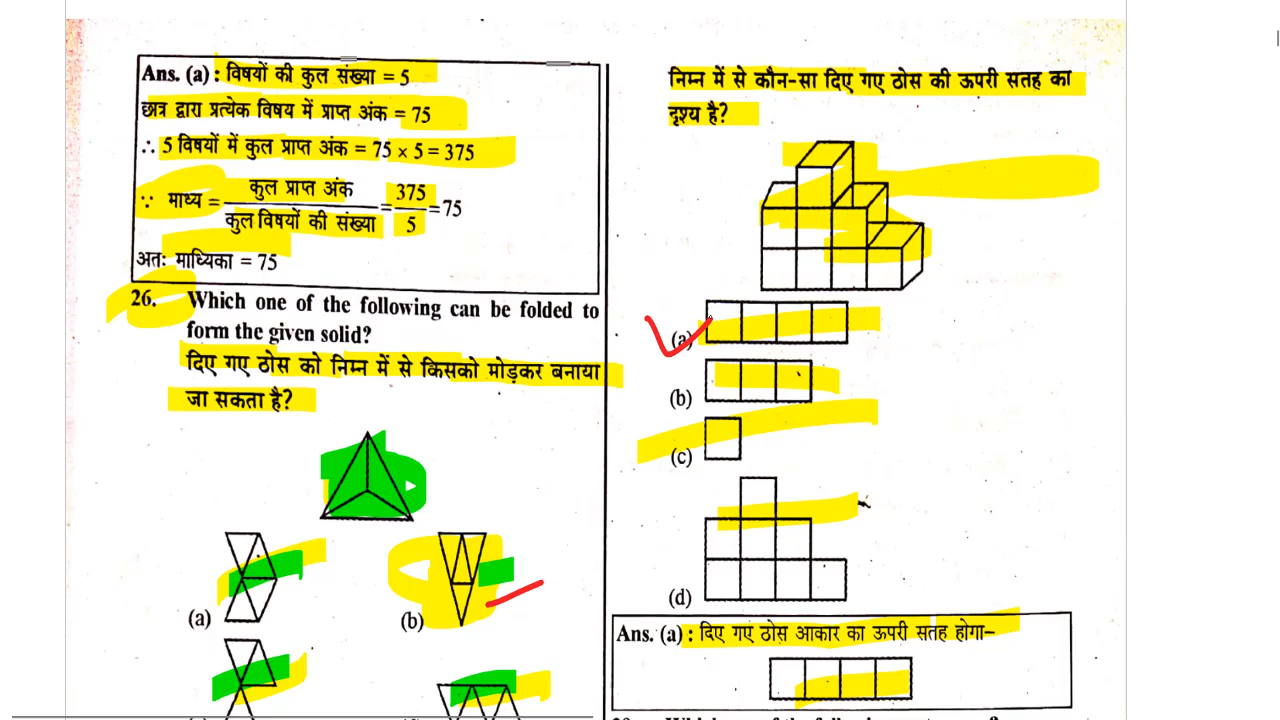 Ans. (a) : विषयों की कुल संख्या = 5
छात्र द्वारा प्रत्येक विषय में प्राप्त अंक = 75
∴ 5 विषयों में कुल प्राप्त अंक = 75 × 5 = 375
∵ माध्य = कुल प्राप्त अंक / कुल विषयों की संख्या = 375 / 5 = 75
अतः माध्यिका = 75
26. Which one of the following can be folded to
form the given solid?
दिए गए ठोस को निम्न में से किसको मोड़कर बनाया
जा सकता है?
(a)
(b)
निम्न में से कौन-सा दिए गए ठोस की ऊपरी सतह का
दृश्य है?
(a)
(b)
(c)
(d)
Ans. (a) : दिए गए ठोस आकार का ऊपरी सतह होगा–